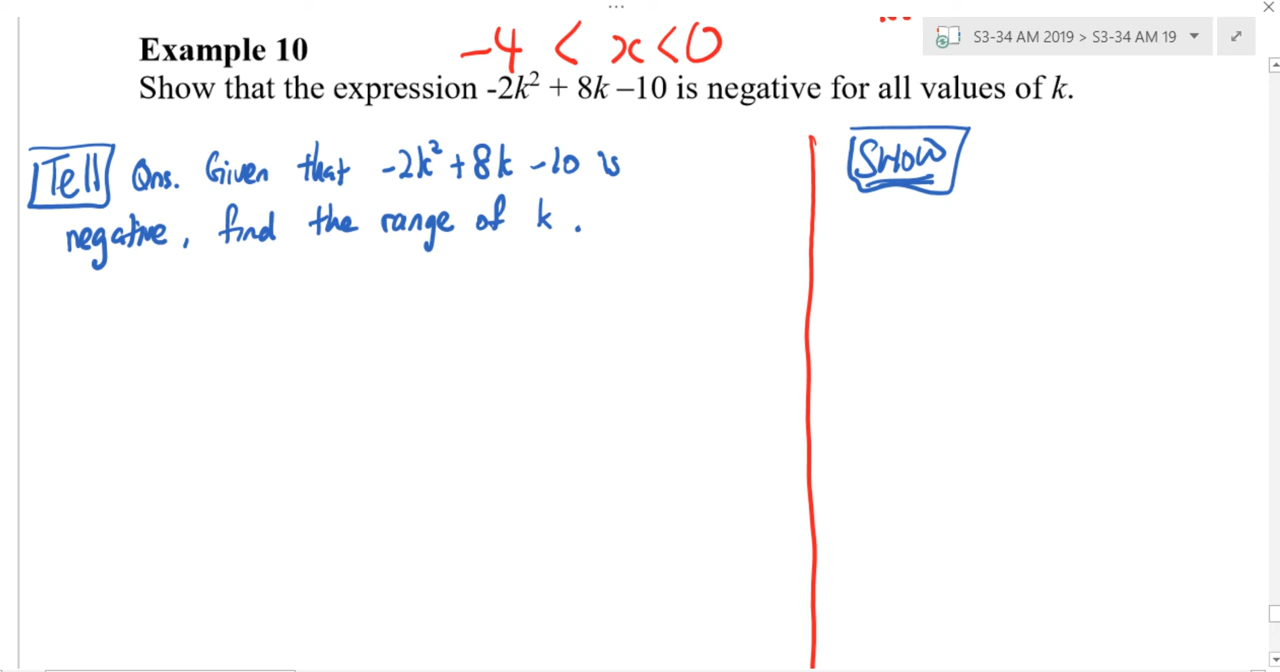 S3-34 AM 2019 > S3-34 AM 19
-4 < x < 0
Example 10
Show that the expression -2k² + 8k –10 is negative for all values of k.
Tell Qns. Given that -2k² + 8k - 10 is
negative, find the range of k.
SHOW